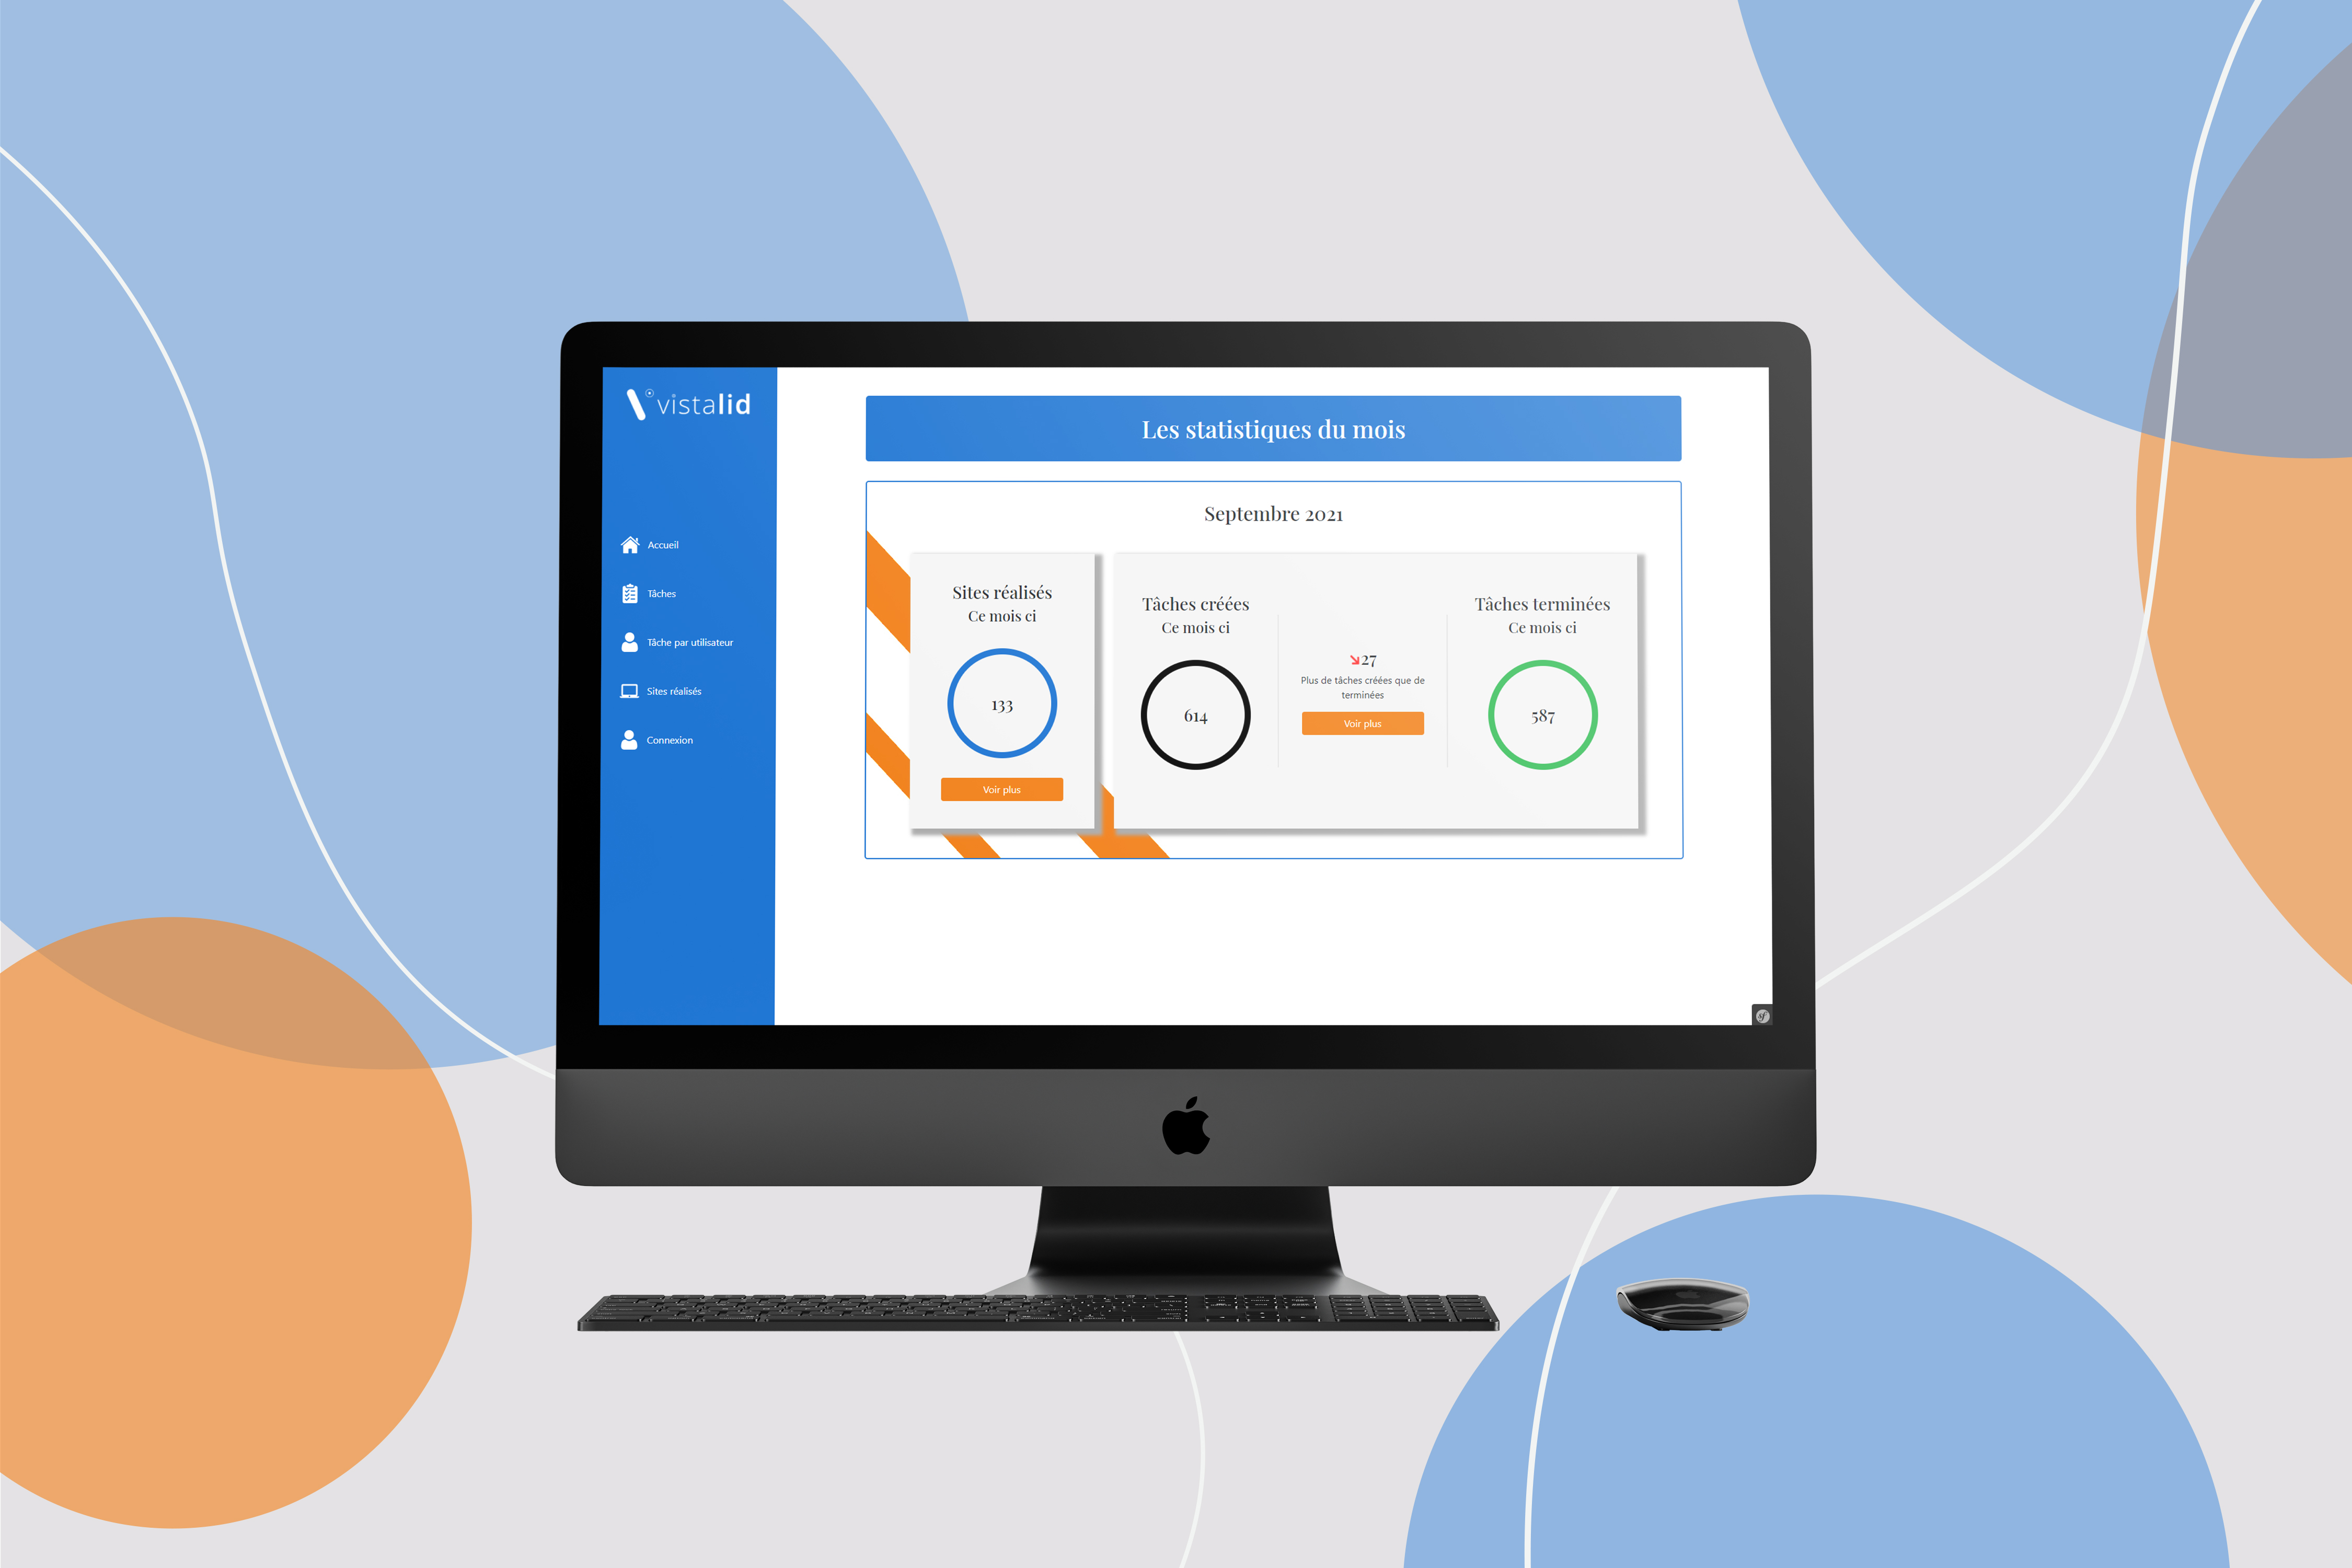 vistalid
Accueil
Tâches
Tâche par utilisateur
Sites réalisés
Connexion
Les statistiques du mois
Septembre 2021
Sites réalisés
Ce mois ci
133
Voir plus
Tâches créées
Ce mois ci
614
27
Plus de tâches créées que de
terminées
Voir plus
Tâches terminées
Ce mois ci
587
sf